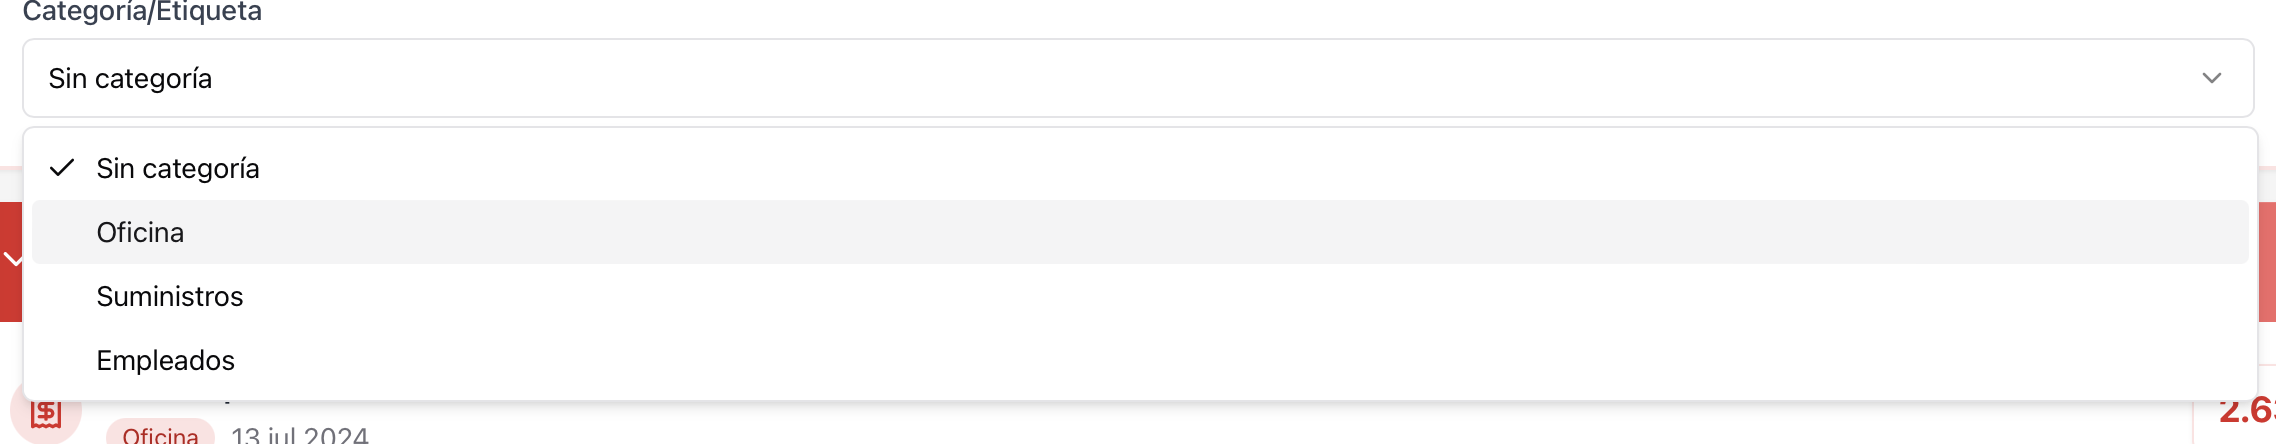 Categoría/Etiqueta
Sin categoría
Sin categoría
Oficina
Suministros
Empleados
Oficina 13 jul 2024